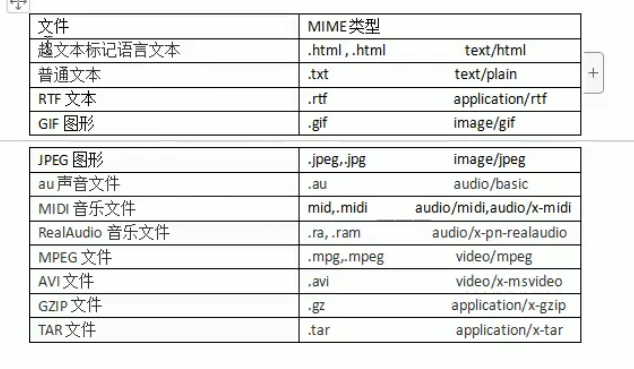 文件 MIME类型
超文本标记语言文本 .html , .html text/html
普通文本 .txt text/plain
RTF 文本 .rtf application/rtf
GIF 图形 .gif image/gif
JPEG 图形 .jpeg,.jpg image/jpeg
au 声音文件 .au audio/basic
MIDI 音乐文件 mid,.midi audio/midi,audio/x-midi
RealAudio 音乐文件 .ra, .ram audio/x-pn-realaudio
MPEG 文件 .mpg,.mpeg video/mpeg
AVI 文件 .avi video/x-msvideo
GZIP 文件 .gz application/x-gzip
TAR 文件 .tar application/x-tar